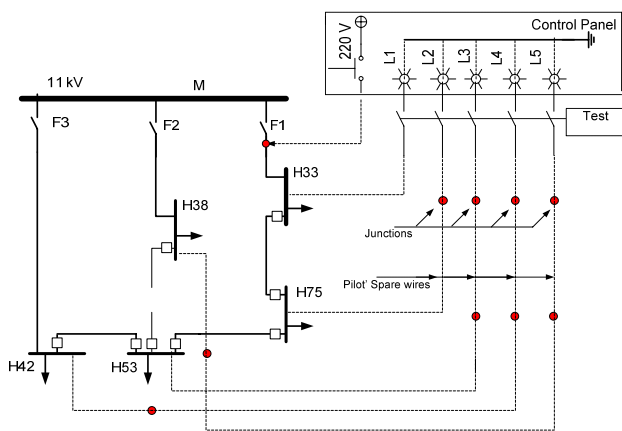 Control Panel
220 V
L1
L2
L3
L4
L5
Test
11 kV
M
F3
F2
F1
H33
H38
Junctions
Pilot' Spare wires
H75
H42
H53